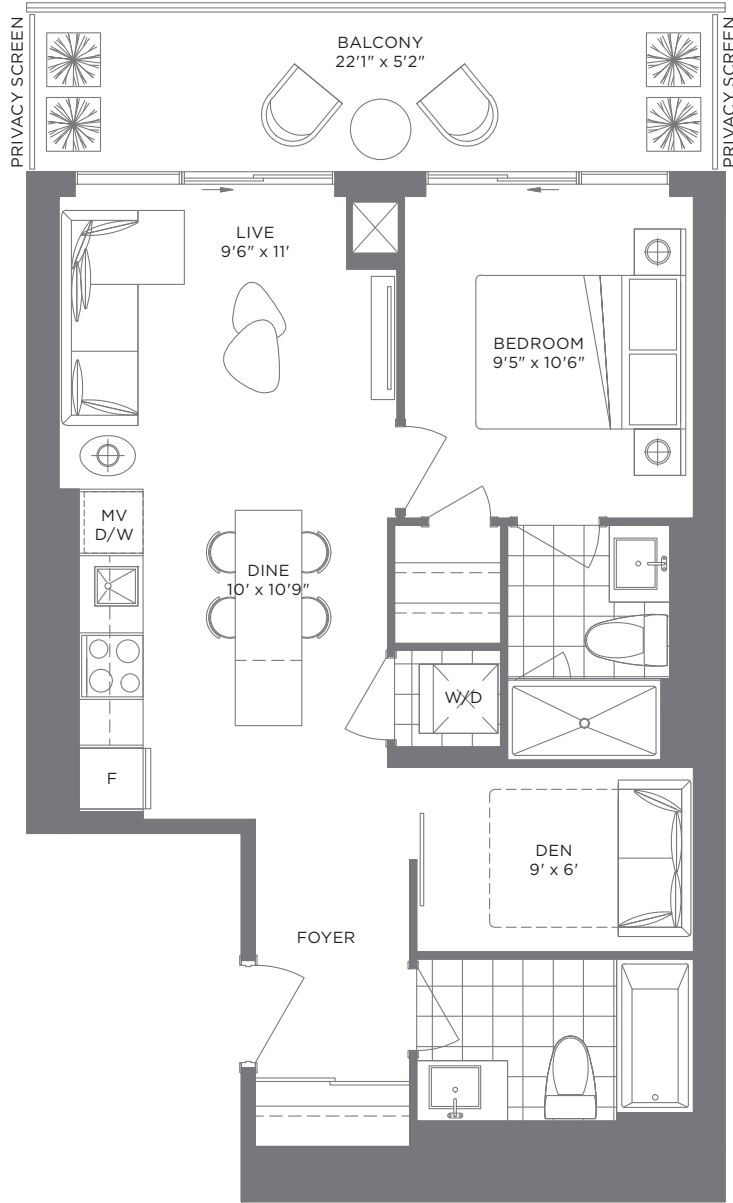 BALCONY
22'1" x 5'2"
PRIVACY SCREEN
PRIVACY SCREEN
LIVE
9'6" x 11'
BEDROOM
9'5" x 10'6"
MV
D/W
DINE
10' x 10'9"
W/D
F
DEN
9' x 6'
FOYER